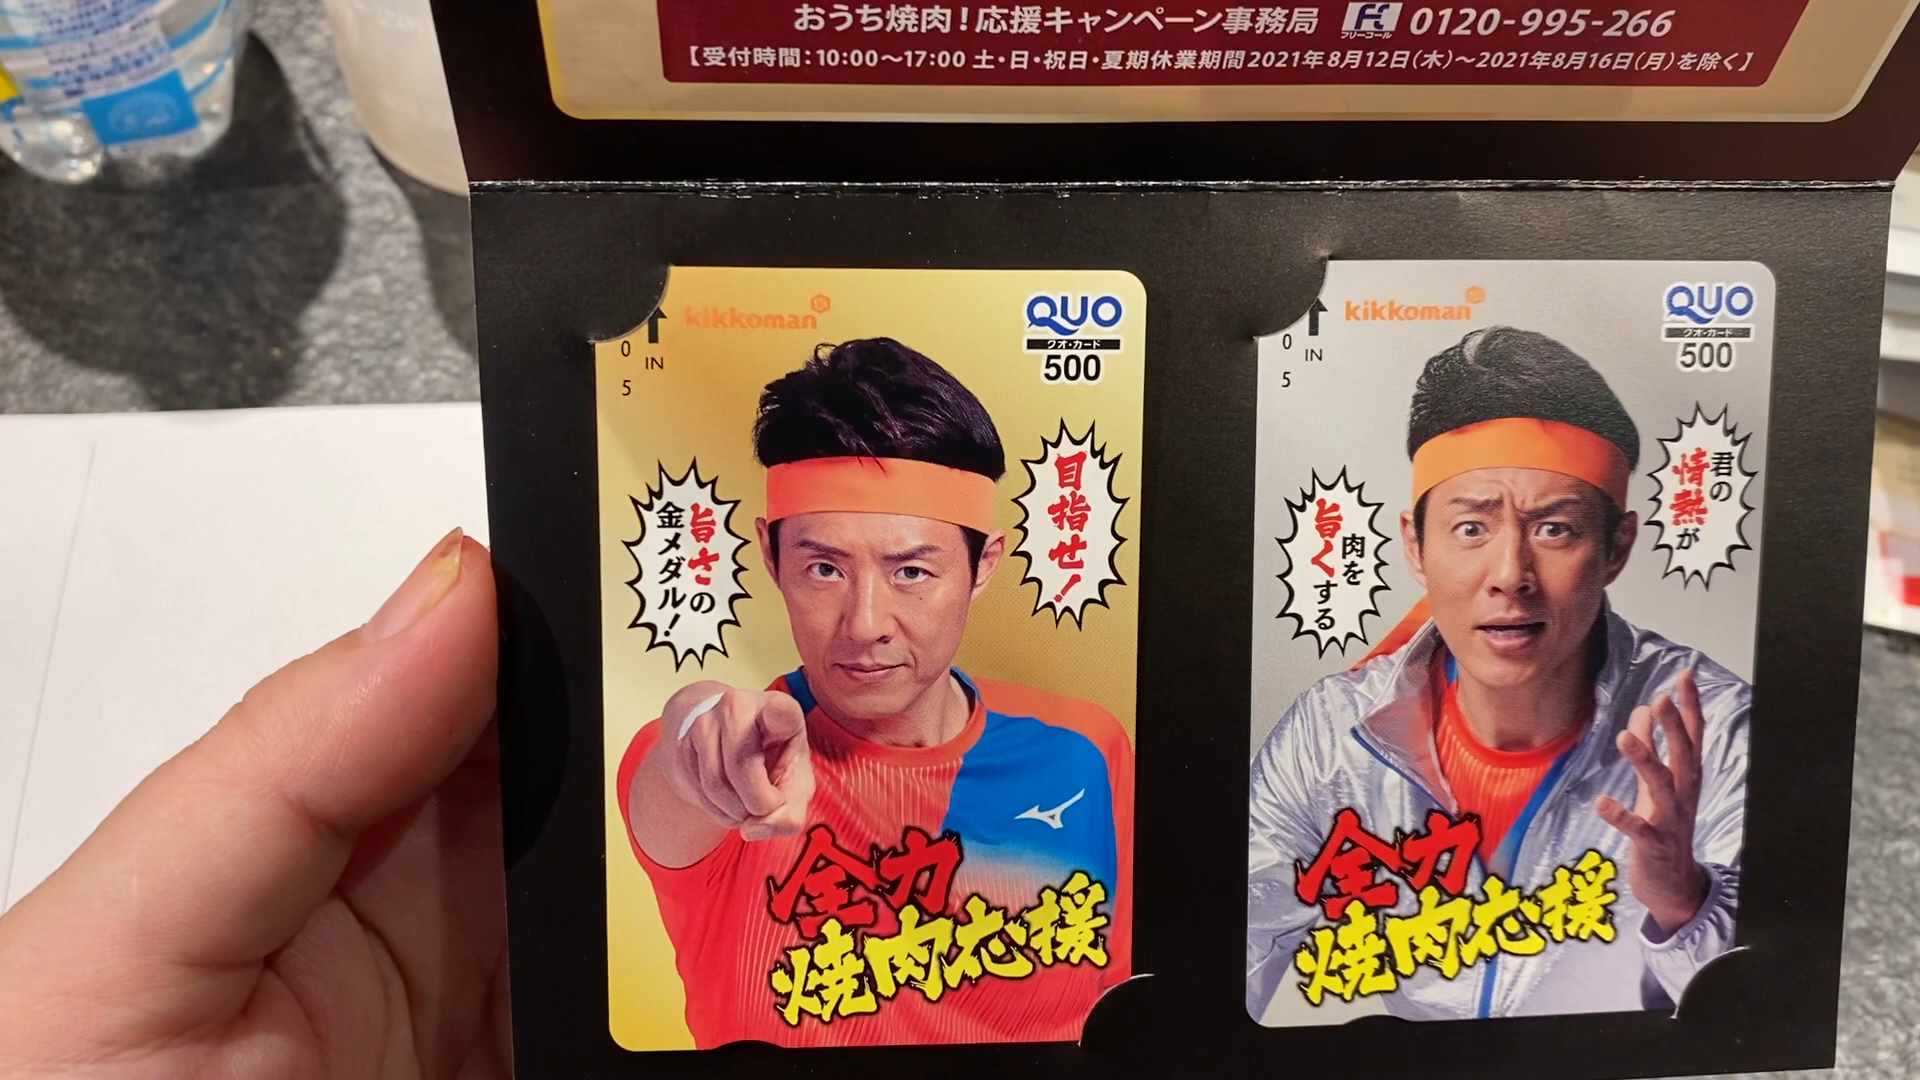 おうち焼肉！応援キャンペーン事務局 フリーコール 0120-995-266
【受付時間：10:00～17:00 土・日・祝日・夏期休業期間2021年8月12日（木）～2021年8月16日（月）を除く】
kikkoman
QUO
クオ・カード
500
0
5
IN
目指せ！
旨さの
金メダル！
全力
焼肉応援
kikkoman
QUO
クオ・カード
500
0
5
IN
君の
情熱が
肉を
旨くする
全力
焼肉応援